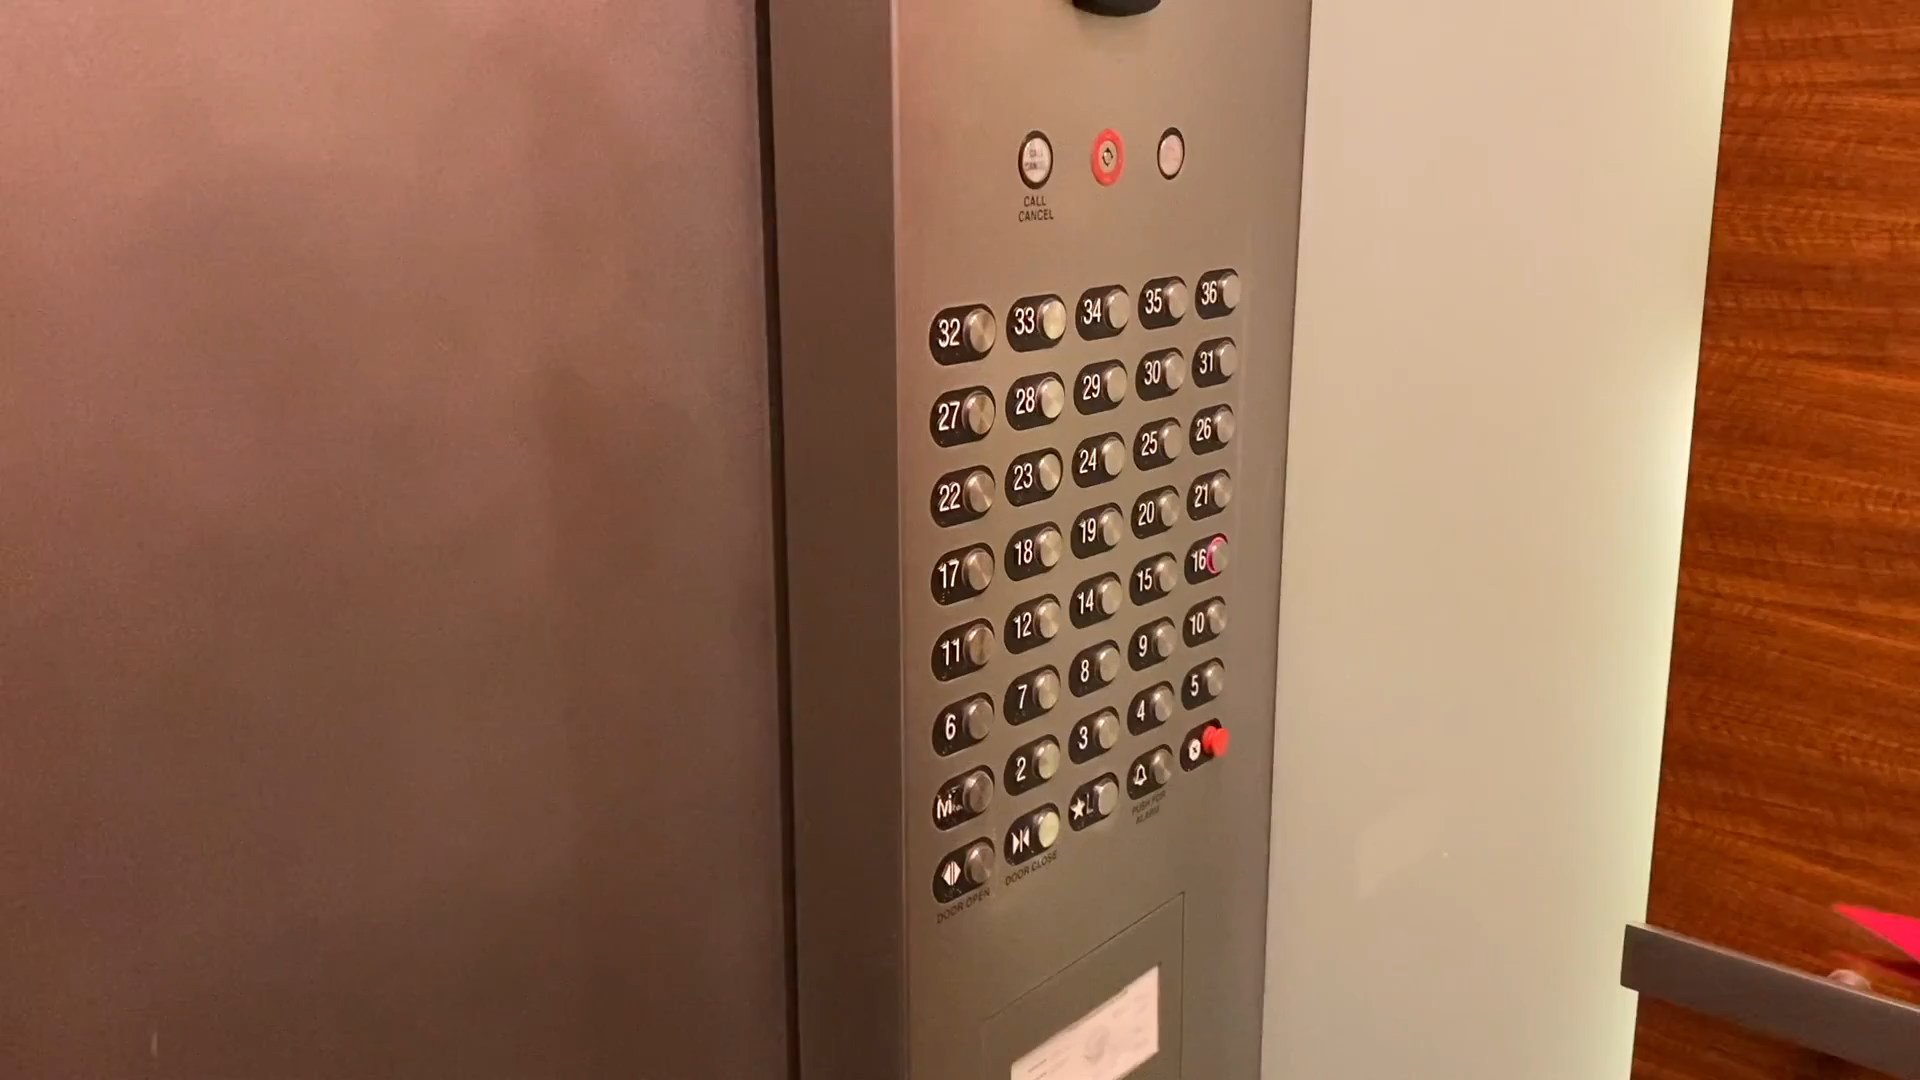 CALL CANCEL
CALL
CANCEL
32 33 34 35 36
27 28 29 30 31
22 23 24 25 26
17 18 19 20 21
11 12 14 15 16
6 7 8 9 10
2 3 4 5
★L
PUSH FOR
ALARM
DOOR OPEN
DOOR CLOSE